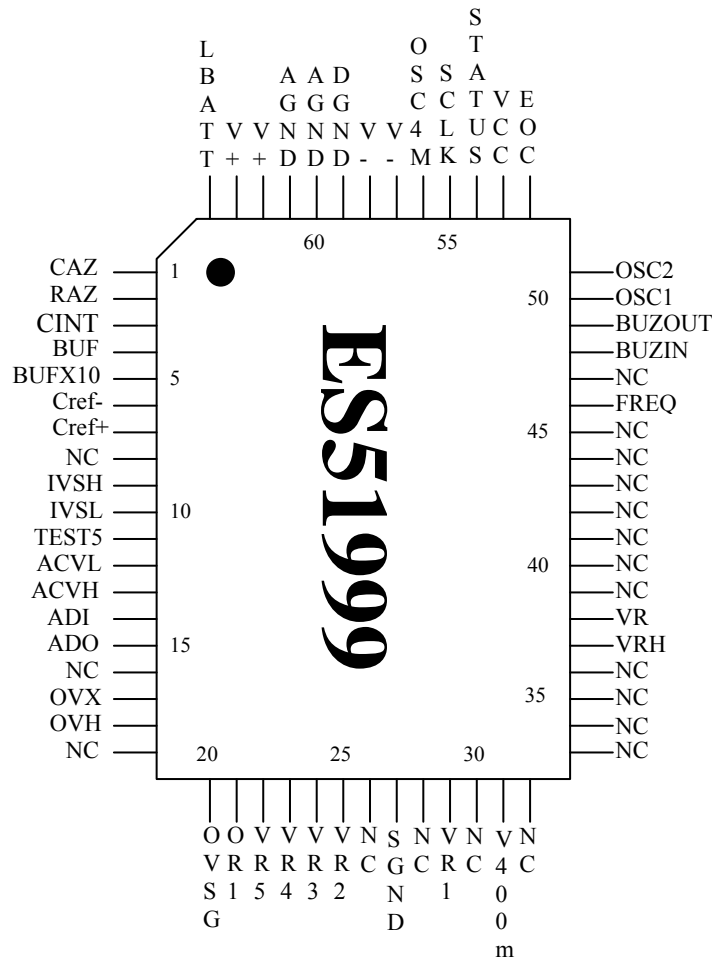 LBATT
V+
V+
AGND
AGND
DGND
V-
V-
OSC4M
SCLK
STATUS
VCC
EOC
60
55
CAZ
RAZ
CINT
BUF
BUFX10
Cref-
Cref+
NC
IVSH
IVSL
TEST5
ACVL
ACVH
ADI
ADO
NC
OVX
OVH
NC
1
5
10
15
ES51999
50
45
40
35
OSC2
OSC1
BUZOUT
BUZIN
NC
FREQ
NC
NC
NC
NC
NC
NC
NC
VR
VRH
NC
NC
NC
NC
20
25
30
OVSG
OR1
VR5
VR4
VR3
VR2
NC
SGND
NC
VR1
NC
V400m
NC